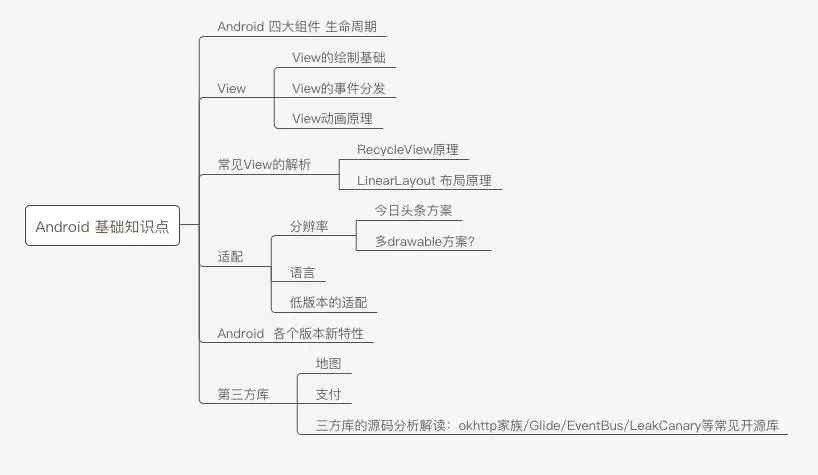 Android 四大组件 生命周期
View的绘制基础
View
View的事件分发
View动画原理
RecycleView原理
常见View的解析
LinearLayout 布局原理
Android 基础知识点
今日头条方案
分辨率
多drawable方案?
适配
语言
低版本的适配
Android 各个版本新特性
地图
第三方库
支付
三方库的源码分析解读：okhttp家族/Glide/EventBus/LeakCanary等常见开源库